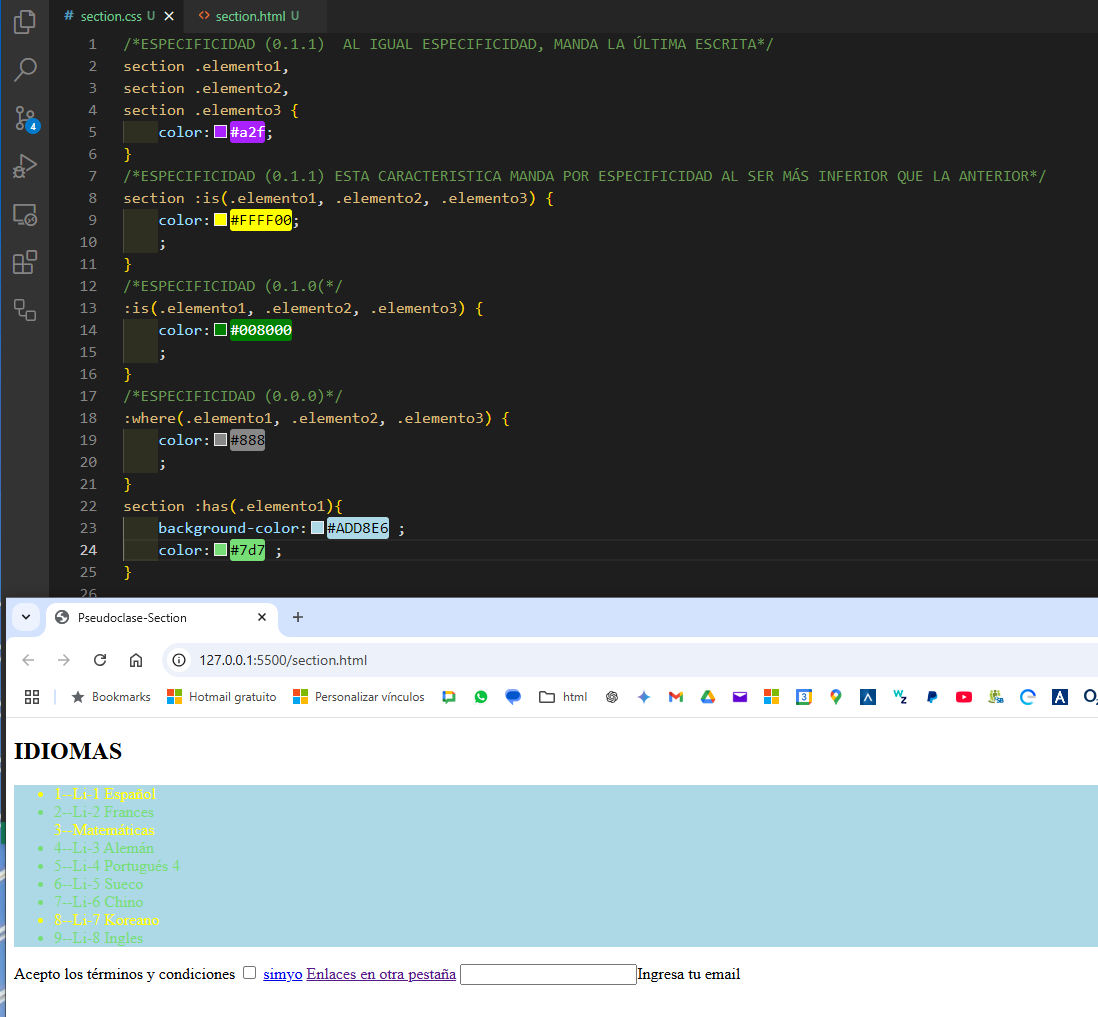 # section.css U ×
<> section.html U
1 /*ESPECIFICIDAD (0.1.1)  AL IGUAL ESPECIFICIDAD, MANDA LA ÚLTIMA ESCRITA*/
2 section .elemento1,
3 section .elemento2,
4 section .elemento3 {
5     color: #a2f;
6 }
7 /*ESPECIFICIDAD (0.1.1) ESTA CARACTERISTICA MANDA POR ESPECIFICIDAD AL SER MÁS INFERIOR QUE LA ANTERIOR*/
8 section :is(.elemento1, .elemento2, .elemento3) {
9     color: #FFFF00;
10     ;
11 }
12 /*ESPECIFICIDAD (0.1.0(*/
13 :is(.elemento1, .elemento2, .elemento3) {
14     color: #008000
15     ;
16 }
17 /*ESPECIFICIDAD (0.0.0)*/
18 :where(.elemento1, .elemento2, .elemento3) {
19     color: #888
20     ;
21 }
22 section :has(.elemento1){
23     background-color: #ADD8E6 ;
24     color: #7d7 ;
25 }
26
4
Pseudoclase-Section × +
127.0.0.1:5500/section.html
Bookmarks Hotmail gratuito Personalizar vínculos html
IDIOMAS
• 1--Li-1 Español
• 2--Li-2 Frances
3--Matemáticas
• 4--Li-3 Alemán
• 5--Li-4 Portugués 4
• 6--Li-5 Sueco
• 7--Li-6 Chino
• 8--Li-7 Koreano
• 9--Li-8 Ingles
Acepto los términos y condiciones simyo Enlaces en otra pestaña Ingresa tu email